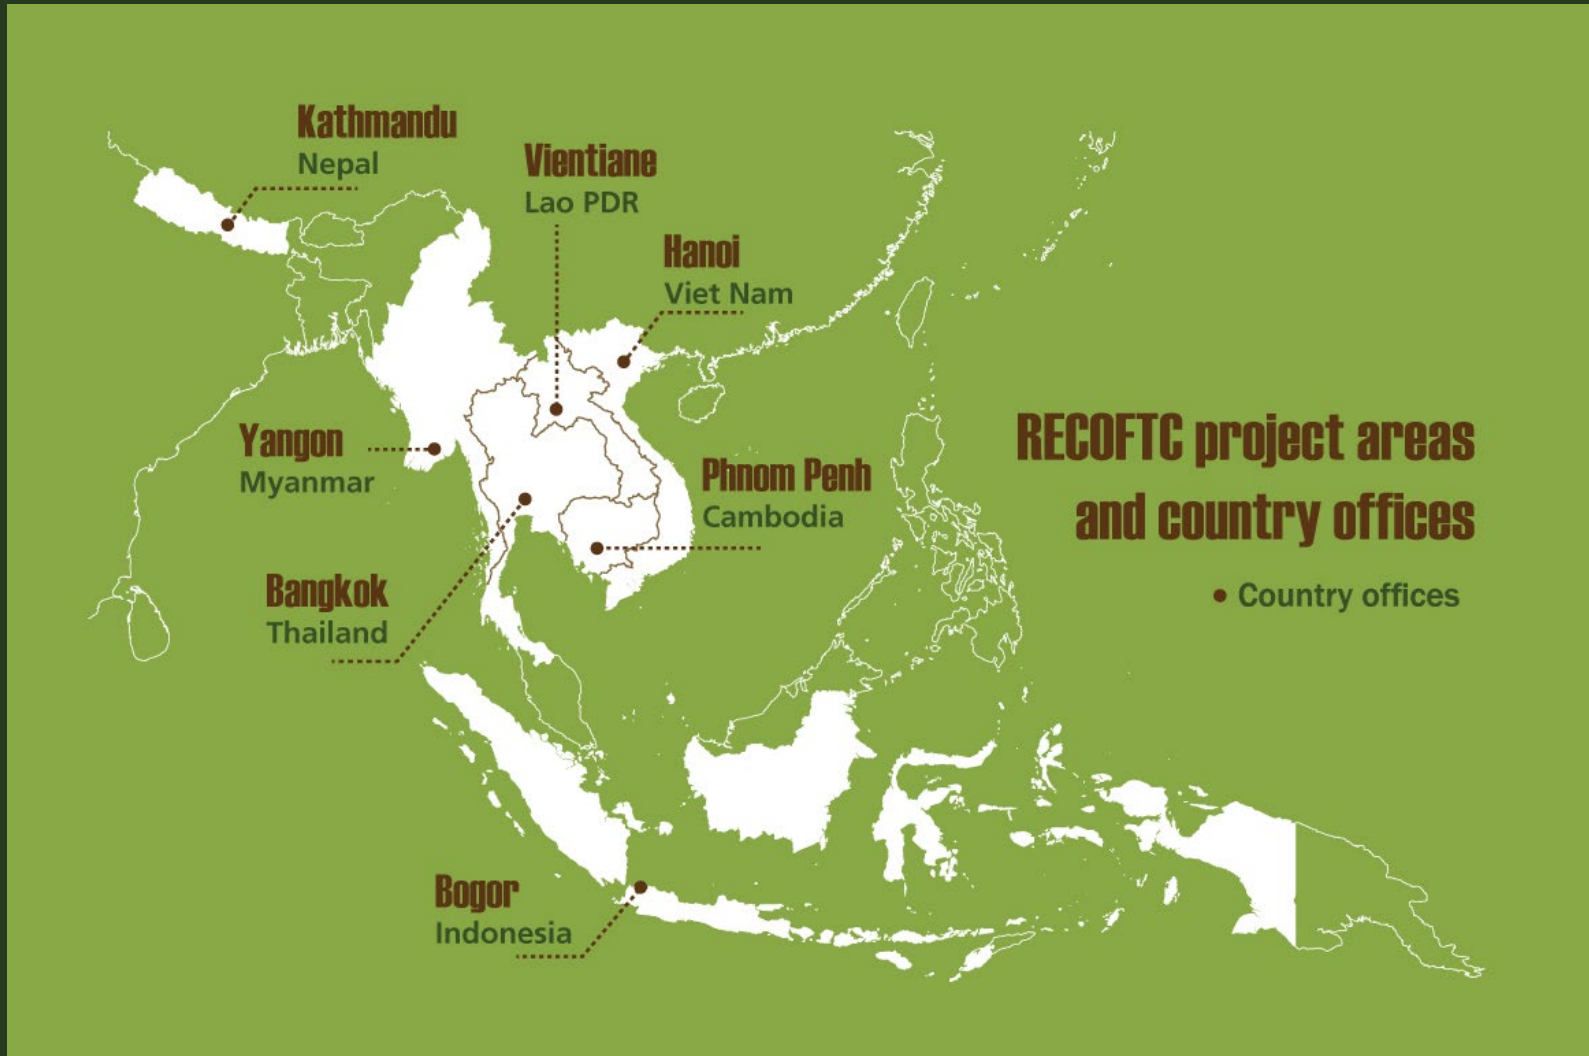 Kathmandu
Nepal
Vientiane
Lao PDR
Hanoi
Viet Nam
Yangon
Myanmar
Phnom Penh
Cambodia
Bangkok
Thailand
Bogor
Indonesia
RECOFTC project areas
and country offices
• Country offices